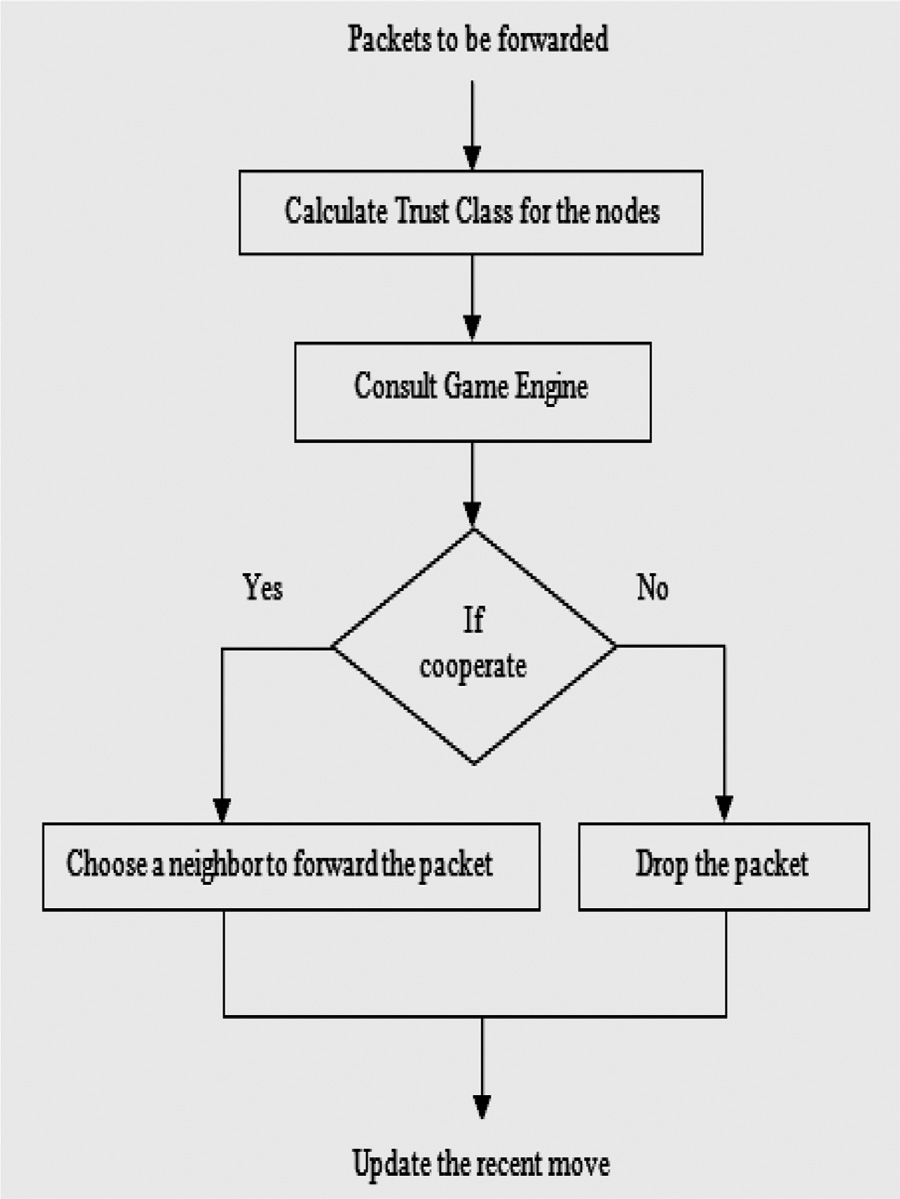 Packets to be forwarded
Calculate Trust Class for the nodes
Consult Game Engine
Yes
No
If
cooperate
Choose a neighbor to forward the packet
Drop the packet
Update the recent move